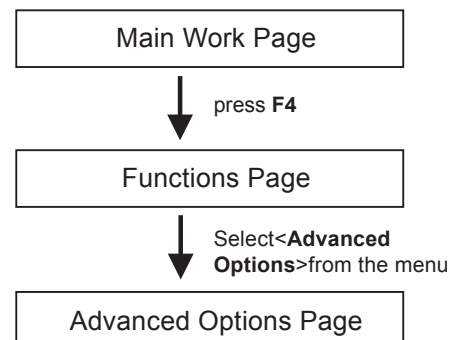 Main Work Page
press F4
Functions Page
Select<Advanced
Options>from the menu
Advanced Options Page